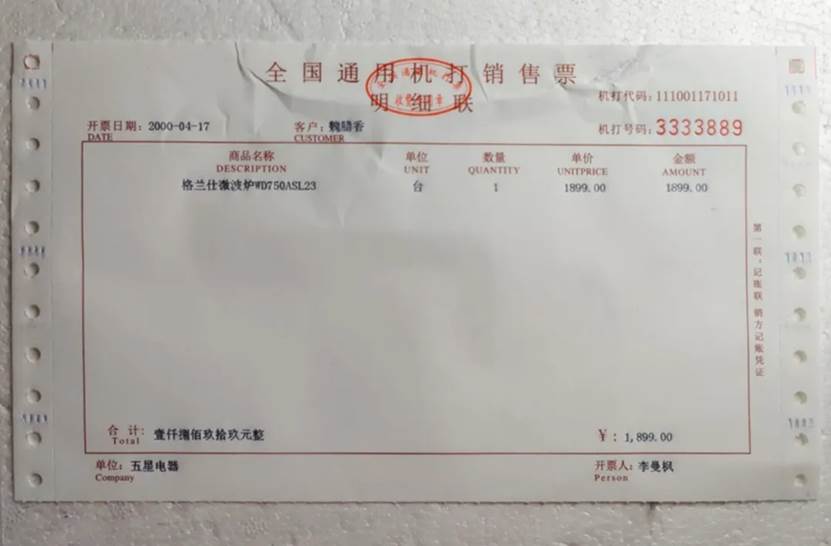 全国通用机打销售票
明细联
机打代码：111001171011
开票日期：2000-04-17 客户：魏腊香 机打号码：3333889
DATE CUSTOMER
商品名称 单位 数量 单价 金额
DESCRIPTION UNIT QUANTITY UNITPRICE AMOUNT
格兰仕微波炉WD750ASL23 台 1 1899.00 1899.00
第一联：记账联 销方记账凭证
合计： 壹仟捌佰玖拾玖元整 ¥：1,899.00
Total
单位：五星电器 开票人：李曼枫
Company Person